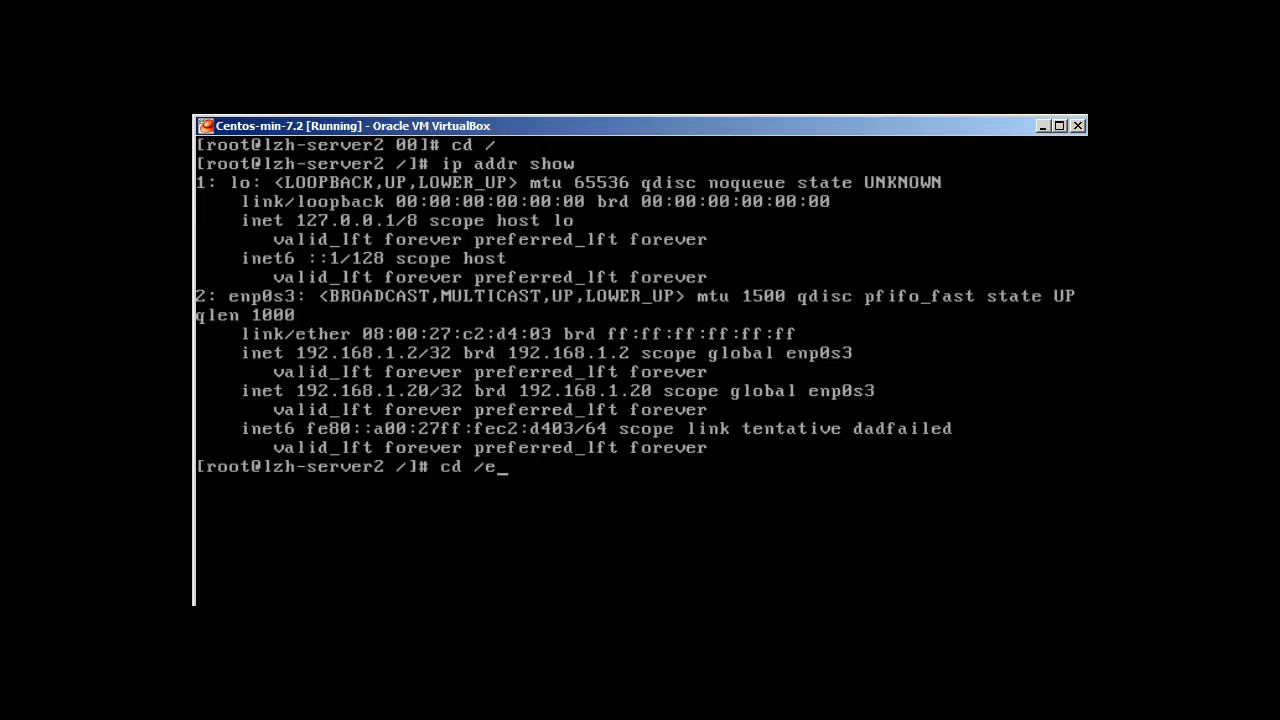 Centos-min-7.2 [Running] - Oracle VM VirtualBox
[root@lzh-server2 00]# cd /
[root@lzh-server2 /]# ip addr show
1: lo: <LOOPBACK,UP,LOWER_UP> mtu 65536 qdisc noqueue state UNKNOWN
link/loopback 00:00:00:00:00:00 brd 00:00:00:00:00:00
inet 127.0.0.1/8 scope host lo
valid_lft forever preferred_lft forever
inet6 ::1/128 scope host
valid_lft forever preferred_lft forever
2: enp0s3: <BROADCAST,MULTICAST,UP,LOWER_UP> mtu 1500 qdisc pfifo_fast state UP
qlen 1000
link/ether 08:00:27:c2:d4:03 brd ff:ff:ff:ff:ff:ff
inet 192.168.1.2/32 brd 192.168.1.2 scope global enp0s3
valid_lft forever preferred_lft forever
inet 192.168.1.20/32 brd 192.168.1.20 scope global enp0s3
valid_lft forever preferred_lft forever
inet6 fe80::a00:27ff:fec2:d403/64 scope link tentative dadfailed
valid_lft forever preferred_lft forever
[root@lzh-server2 /]# cd /e_